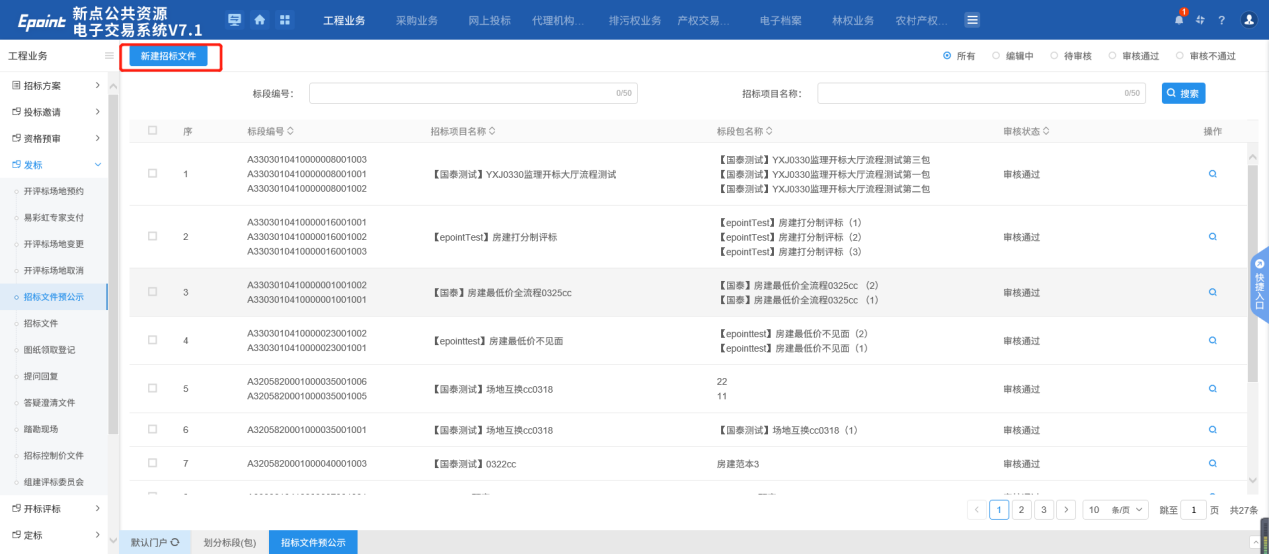 Epoint 新点公共资源
电子交易系统V7.1
工程业务 采购业务 网上投标 代理机构... 排污权业务 产权交易... 电子档案 林权业务 农村产权...
1
?
工程业务
新建招标文件
所有 编辑中 待审核 审核通过 审核不通过
招标方案
投标邀请
资格预审
发标
开评标场地预约
易彩虹专家支付
开评标场地变更
开评标场地取消
招标文件预公示
招标文件
图纸领取登记
提问回复
答疑澄清文件
踏勘现场
招标控制价文件
组建评标委员会
开标评标
定标
标段编号: 0/50 招标项目名称: 0/50 搜索
序 标段编号 招标项目名称 标段包名称 审核状态 操作
A3303010410000008001003 【国泰测试】YXJ0330监理开标大厅流程测试第三包
1 A3303010410000008001001 【国泰测试】YXJ0330监理开标大厅流程测试 【国泰测试】YXJ0330监理开标大厅流程测试第一包 审核通过
A3303010410000008001002 【国泰测试】YXJ0330监理开标大厅流程测试第二包
A3303010410000016001001 【epointTest】房建打分制评标（1）
2 A3303010410000016001002 【epointTest】房建打分制评标 【epointTest】房建打分制评标（2） 审核通过
A3303010410000016001003 【epointTest】房建打分制评标（3）
A3303010410000001001002 【国泰】房建最低价全流程0325cc （2）
3 【国泰】房建最低价全流程0325cc 审核通过
A3303010410000001001001 【国泰】房建最低价全流程0325cc （1）
A3303010410000023001002 【epointtest】房建最低价不见面（2）
4 【epointtest】房建最低价不见面 审核通过
A3303010410000023001001 【epointtest】房建最低价不见面（1）
A3205820001000035001006 22
5 【国泰测试】场地互换cc0318 审核通过
A3205820001000035001005 11
6 A3205820001000035001001 【国泰测试】场地互换cc0318 【国泰测试】场地互换cc0318（1） 审核通过
7 A3205820001000040001003 【国泰测试】0322cc 房建范本3 审核通过
快捷入口
1 2 3 10 条/页 跳至 1 页 共27条
默认门户 划分标段(包) 招标文件预公示